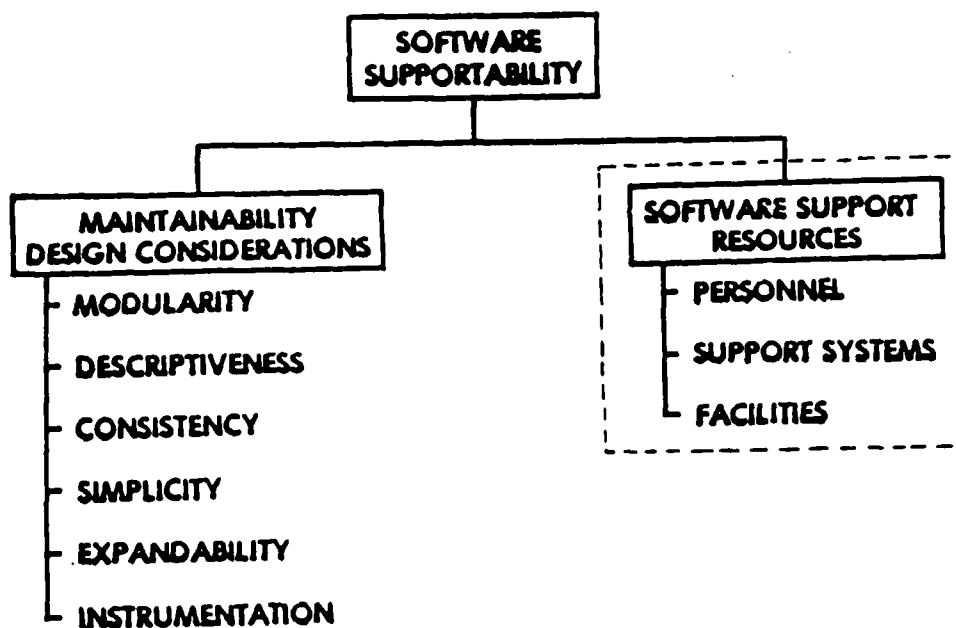 SOFTWARE
SUPPORTABILITY
MAINTAINABILITY
DESIGN CONSIDERATIONS
MODULARITY
DESCRIPTIVENESS
CONSISTENCY
SIMPLICITY
EXPANDABILITY
INSTRUMENTATION
SOFTWARE SUPPORT
RESOURCES
PERSONNEL
SUPPORT SYSTEMS
FACILITIES